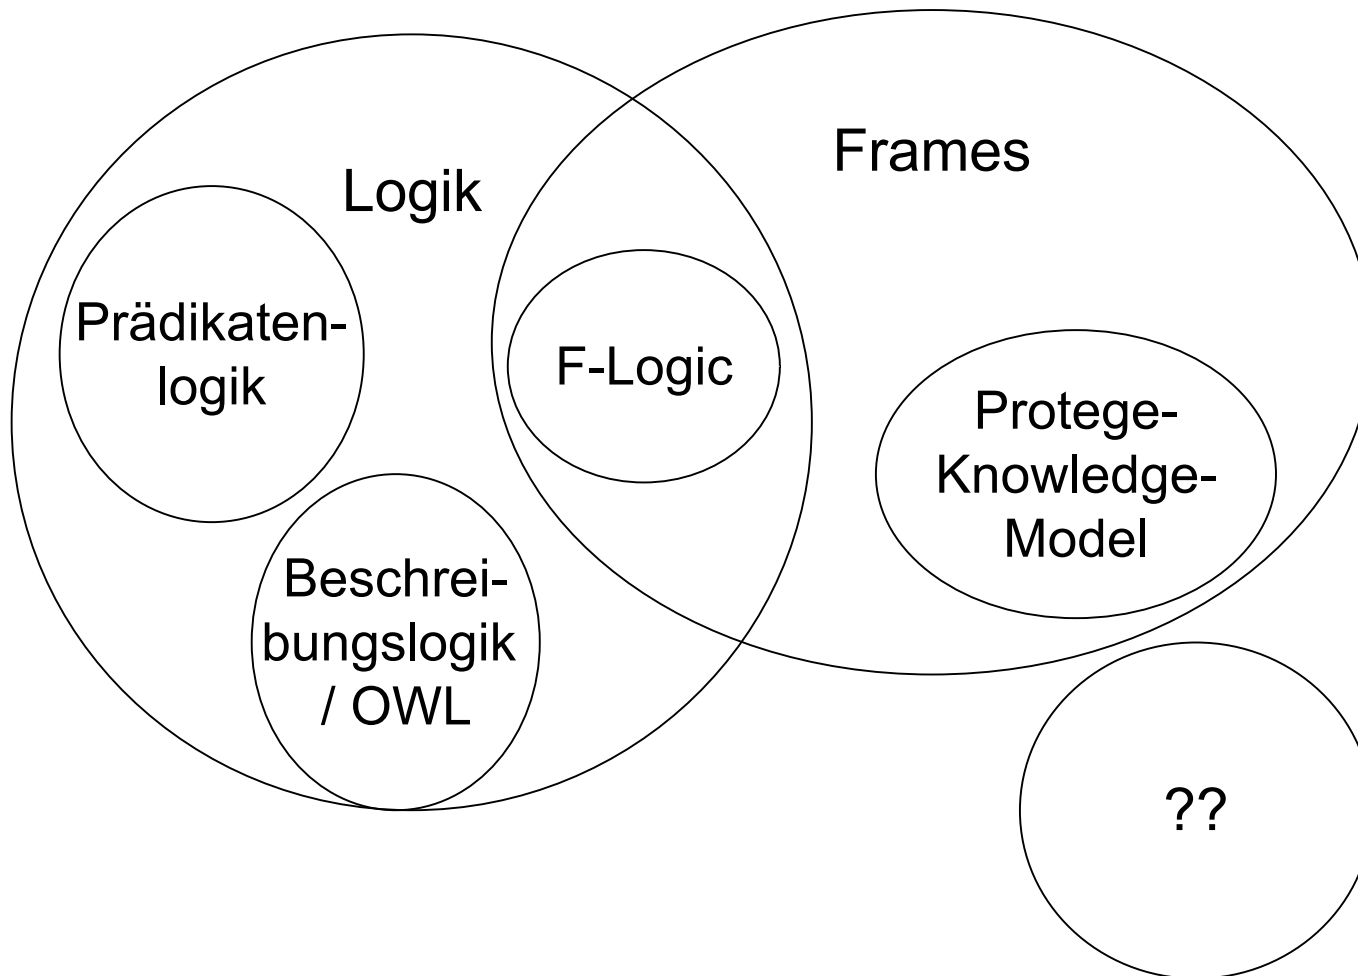 Frames
Logik
Prädikaten-
logik
F-Logic
Protege-
Knowledge-
Model
Beschrei-
bungslogik
/ OWL
??